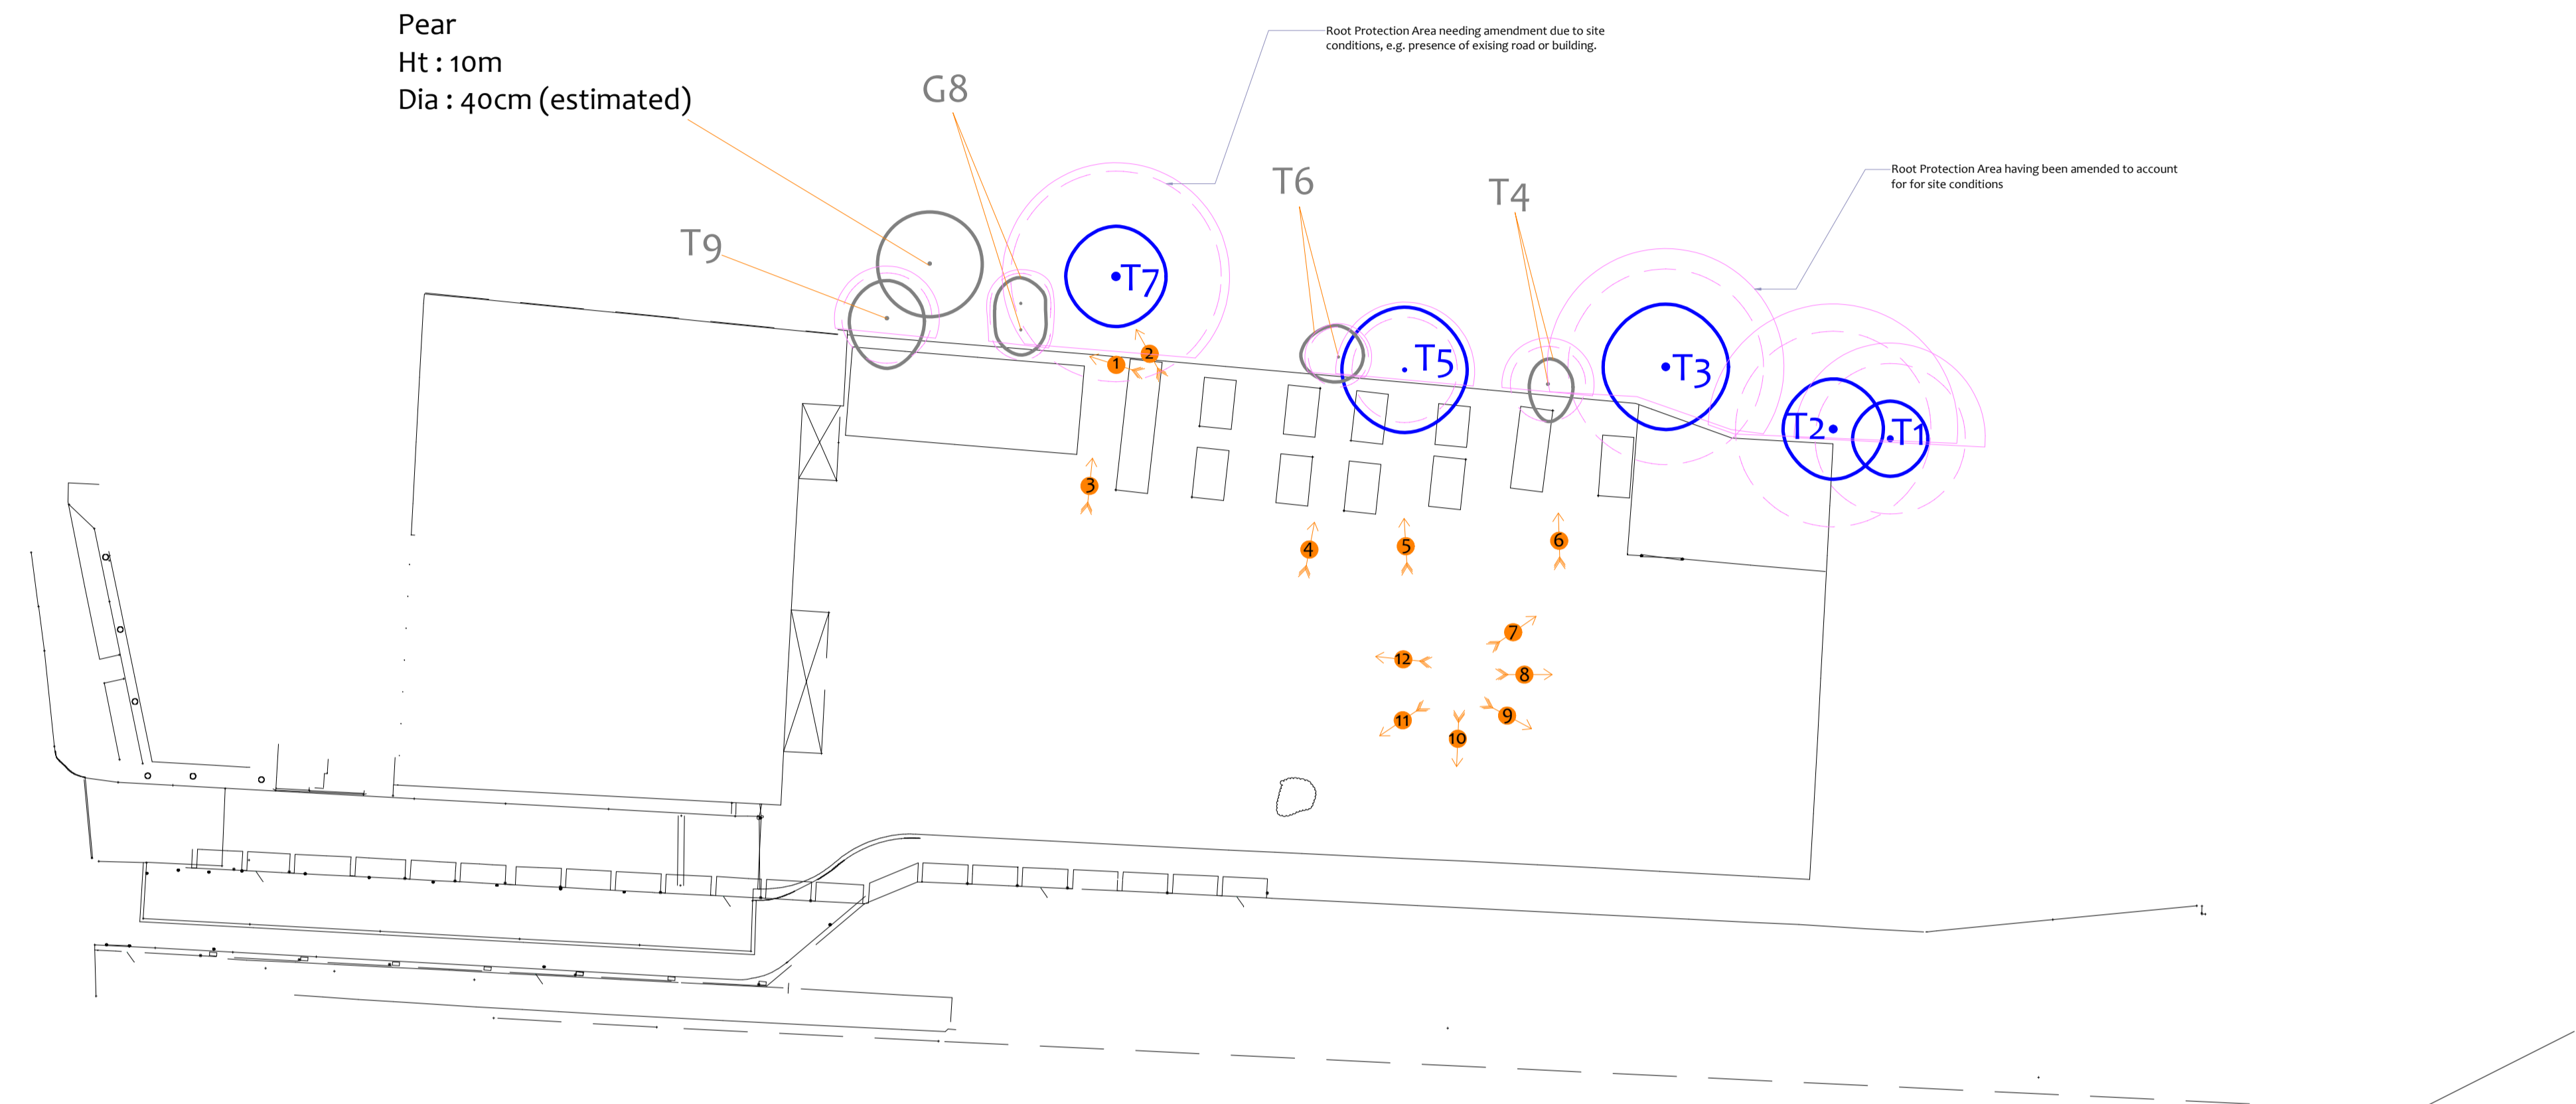 Pear
Ht : 10m
Dia : 40cm (estimated)
Root Protection Area needing amendment due to site
conditions, e.g. presence of exising road or building.
G8
Root Protection Area having been amended to account
for for site conditions
T6
T4
T9
T7
T5
T3
T2
T1
1
2
3
4
5
6
7
8
9
10
11
12